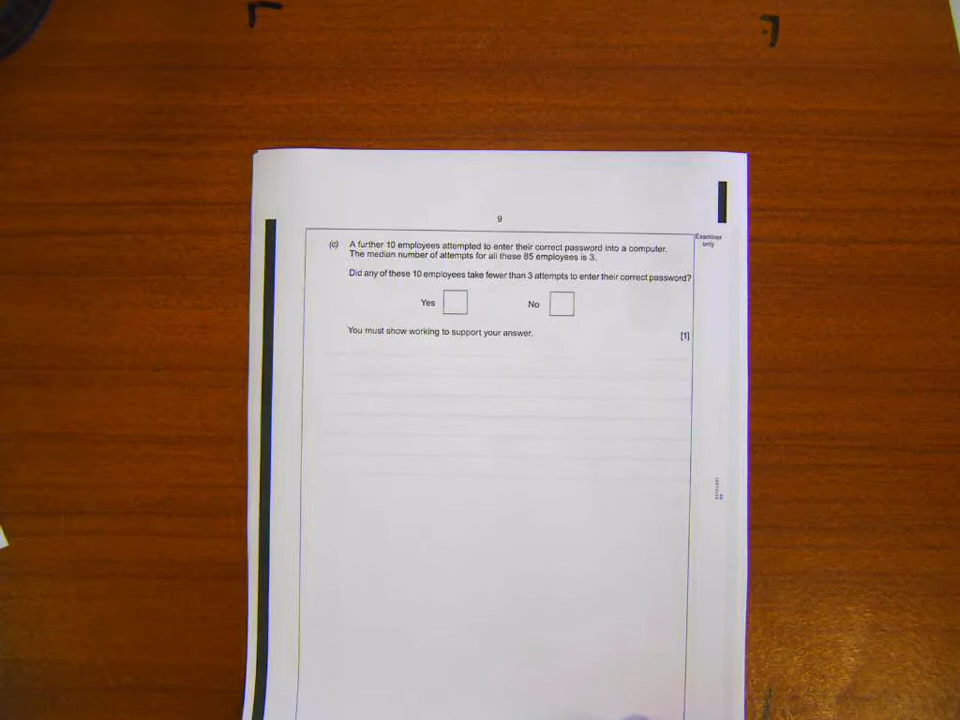 9
Examiner
only
(c) A further 10 employees attempted to enter their correct password into a computer.
The median number of attempts for all these 85 employees is 3.
Did any of these 10 employees take fewer than 3 attempts to enter their correct password?
Yes
No
You must show working to support your answer.
[1]